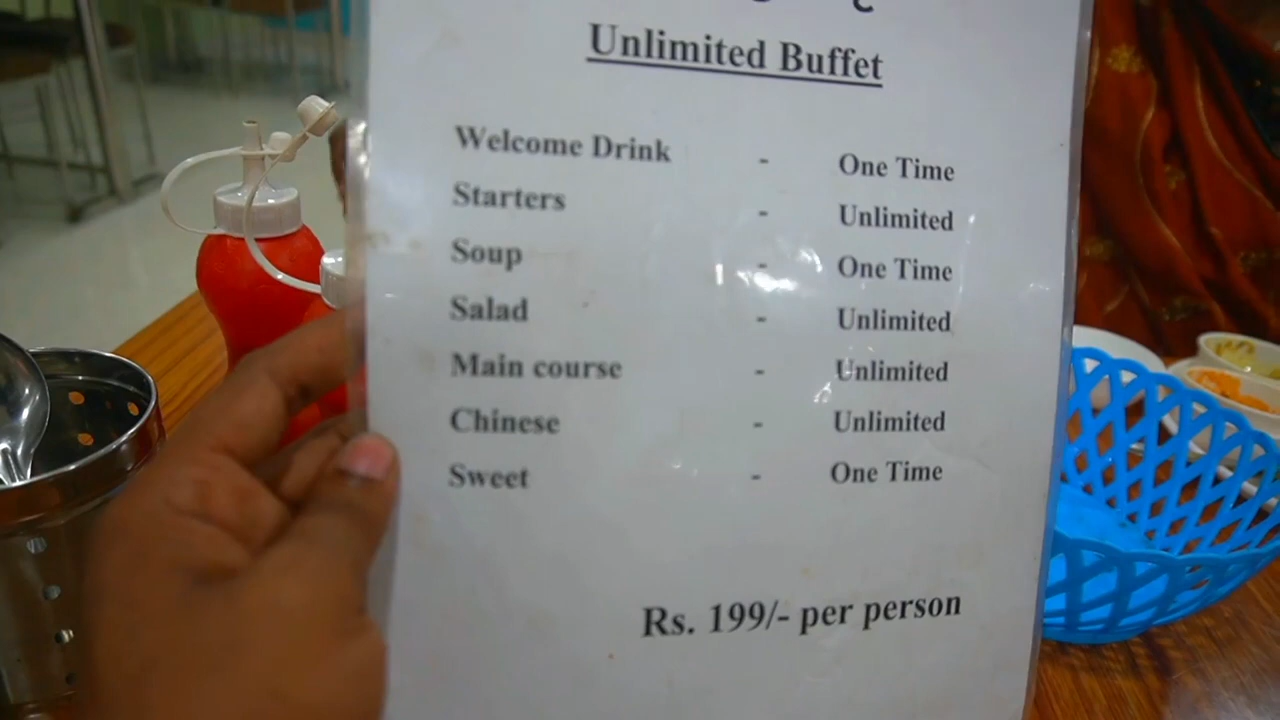 Unlimited Buffet
Welcome Drink - One Time
Starters - Unlimited
Soup - One Time
Salad - Unlimited
Main course - Unlimited
Chinese - Unlimited
Sweet - One Time
Rs. 199/- per person